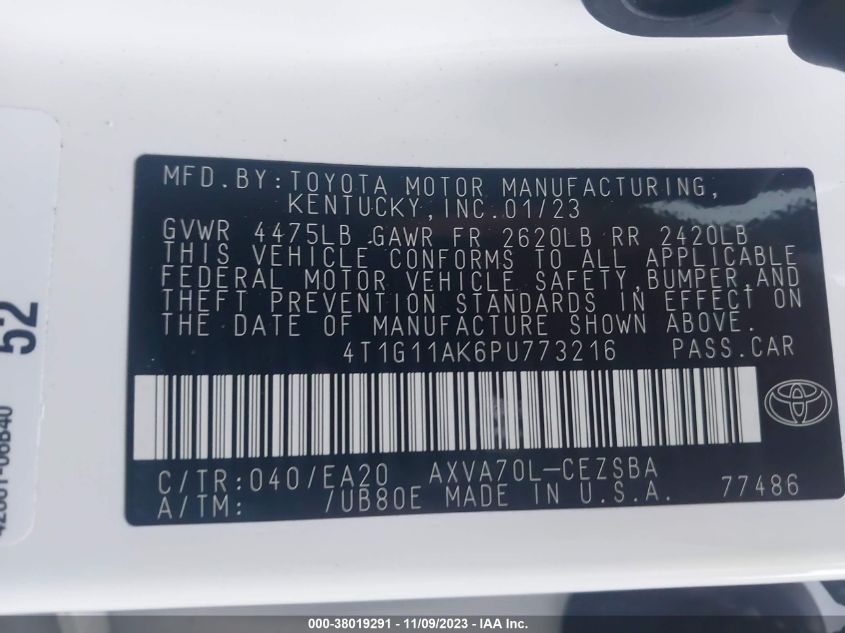 MFD.BY:TOYOTA MOTOR MANUFACTURING,
KENTUCKY,INC.01/23
GVWR 4475LB GAWR FR 2620LB RR 2420LB
THIS VEHICLE CONFORMS TO ALL APPLICABLE
FEDERAL MOTOR VEHICLE SAFETY,BUMPER,AND
THEFT PREVENTION STANDARDS IN EFFECT ON
THE DATE OF MANUFACTURE SHOWN ABOVE.
4T1G11AK6PU773216 PASS.CAR
C/TR:040/EA20 AXVA70L-CEZSBA
A/TM: /UB80E MADE IN U.S.A. 77486
52
000-38019291 - 11/09/2023 - IAA Inc.